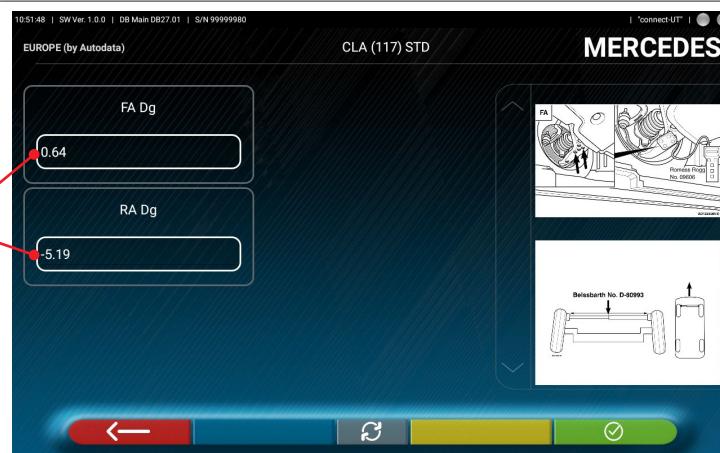 10:51:48 | SW Ver. 1.0.0 | DB Main DB27.01 | S/N 99999980
| "connect-UT" |
EUROPE (by Autodata)
CLA (117) STD
MERCEDES
FA Dg
0.64
RA Dg
-5.19
FA
Romess Rogg
No. 09606
Beissbarth No. D-80993